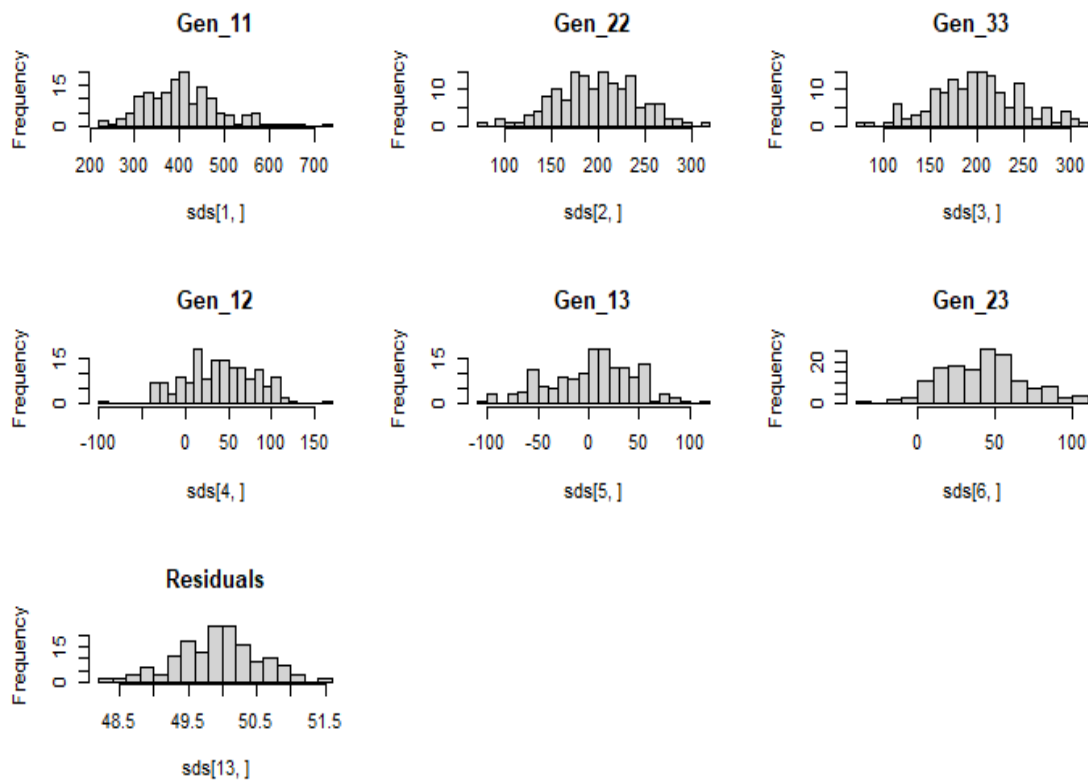 Gen_11
Frequency
0 15
200 300 400 500 600 700
sds[1, ]
Gen_22
Frequency
0 10
100 150 200 250 300
sds[2, ]
Gen_33
Frequency
0 10
100 150 200 250 300
sds[3, ]
Gen_12
Frequency
0 15
-100 0 50 100 150
sds[4, ]
Gen_13
Frequency
0 15
-100 -50 0 50 100
sds[5, ]
Gen_23
Frequency
0 20
0 50 100
sds[6, ]
Residuals
Frequency
0 15
48.5 49.5 50.5 51.5
sds[13, ]